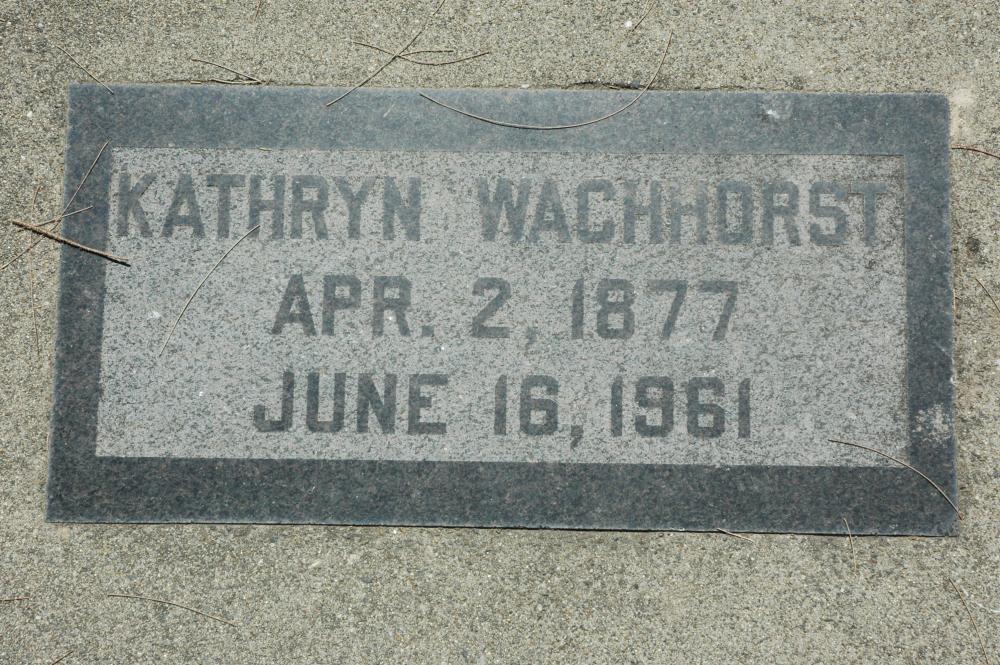 KATHRYN WACHHORST
APR. 2, 1877
JUNE 16, 1961